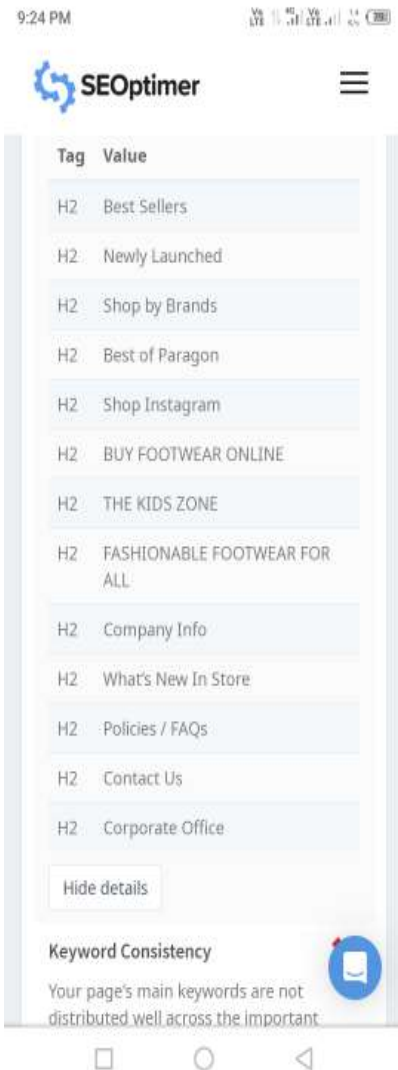 9:24 PM
SEOptimer
Tag Value
H2 Best Sellers
H2 Newly Launched
H2 Shop by Brands
H2 Best of Paragon
H2 Shop Instagram
H2 BUY FOOTWEAR ONLINE
H2 THE KIDS ZONE
H2 FASHIONABLE FOOTWEAR FOR
ALL
H2 Company Info
H2 What's New In Store
H2 Policies / FAQs
H2 Contact Us
H2 Corporate Office
Hide details
Keyword Consistency
Your page's main keywords are not
distributed well across the important